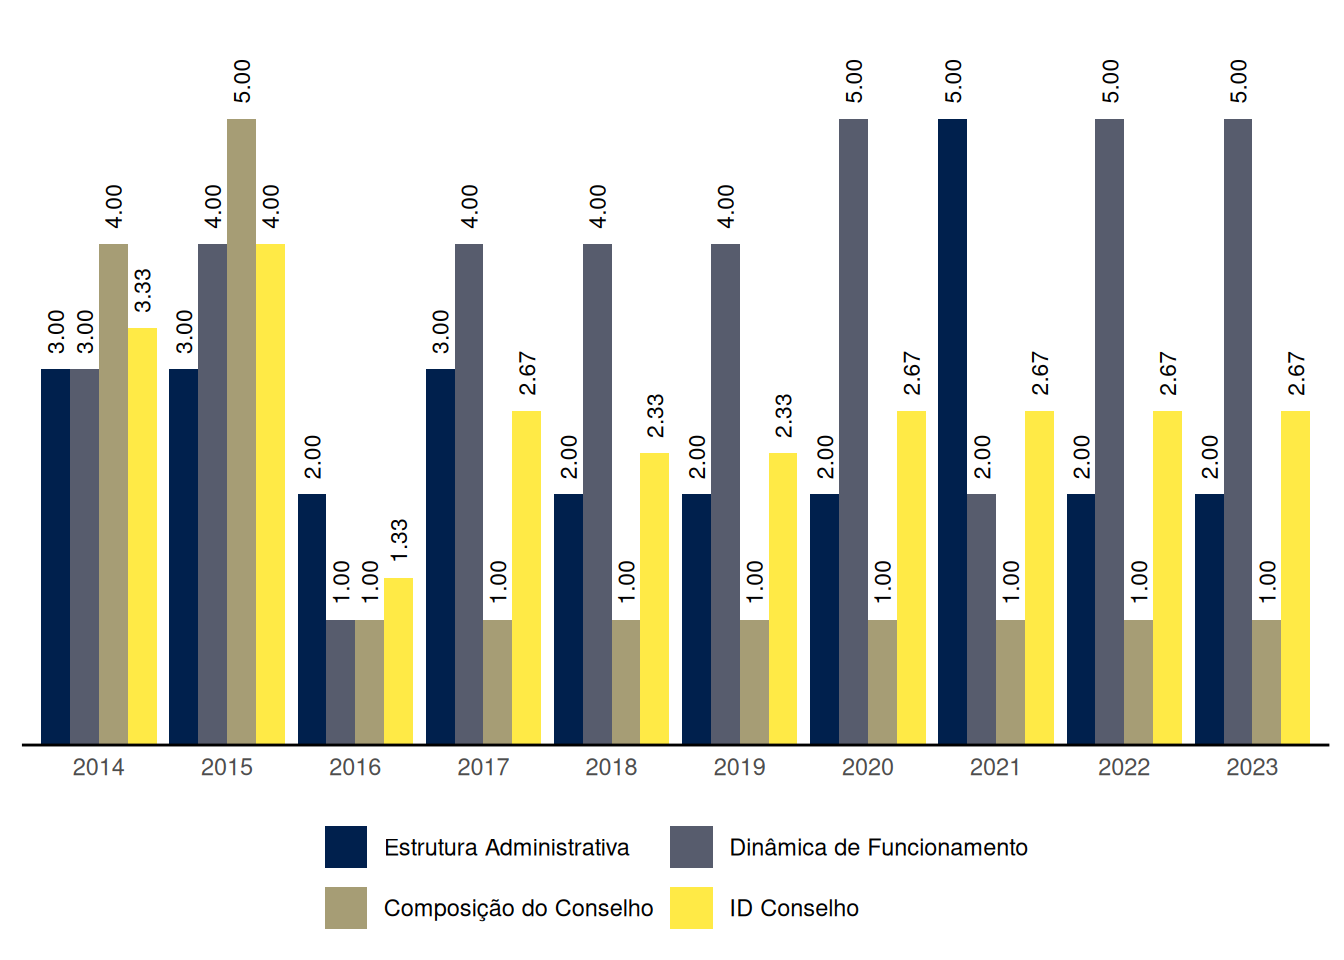 3.00 3.00 4.00 3.33 3.00 4.00 5.00 4.00 2.00 1.00 1.00 1.33 3.00 4.00 1.00 2.67 2.00 4.00 1.00 2.33 2.00 4.00 1.00 2.33 2.00 5.00 1.00 2.67 5.00 2.00 1.00 2.67 2.00 5.00 1.00 2.67 2.00 5.00 1.00 2.67
2014 2015 2016 2017 2018 2019 2020 2021 2022 2023
Estrutura Administrativa Dinâmica de Funcionamento
Composição do Conselho ID Conselho